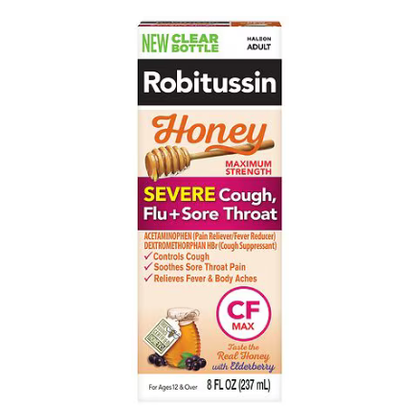 NEW CLEAR
BOTTLE
HALEON
ADULT
Robitussin
Honey
MAXIMUM
STRENGTH
SEVERE Cough,
Flu + Sore Throat
ACETAMINOPHEN (Pain Reliever/Fever Reducer)
DEXTROMETHORPHAN HBr (Cough Suppressant)
✓ Controls Cough
✓ Soothes Sore Throat Pain
✓ Relieves Fever & Body Aches
CF
MAX
Taste the
Real Honey
with Elderberry
For Ages 12 & Over
8 FL OZ (237 mL)